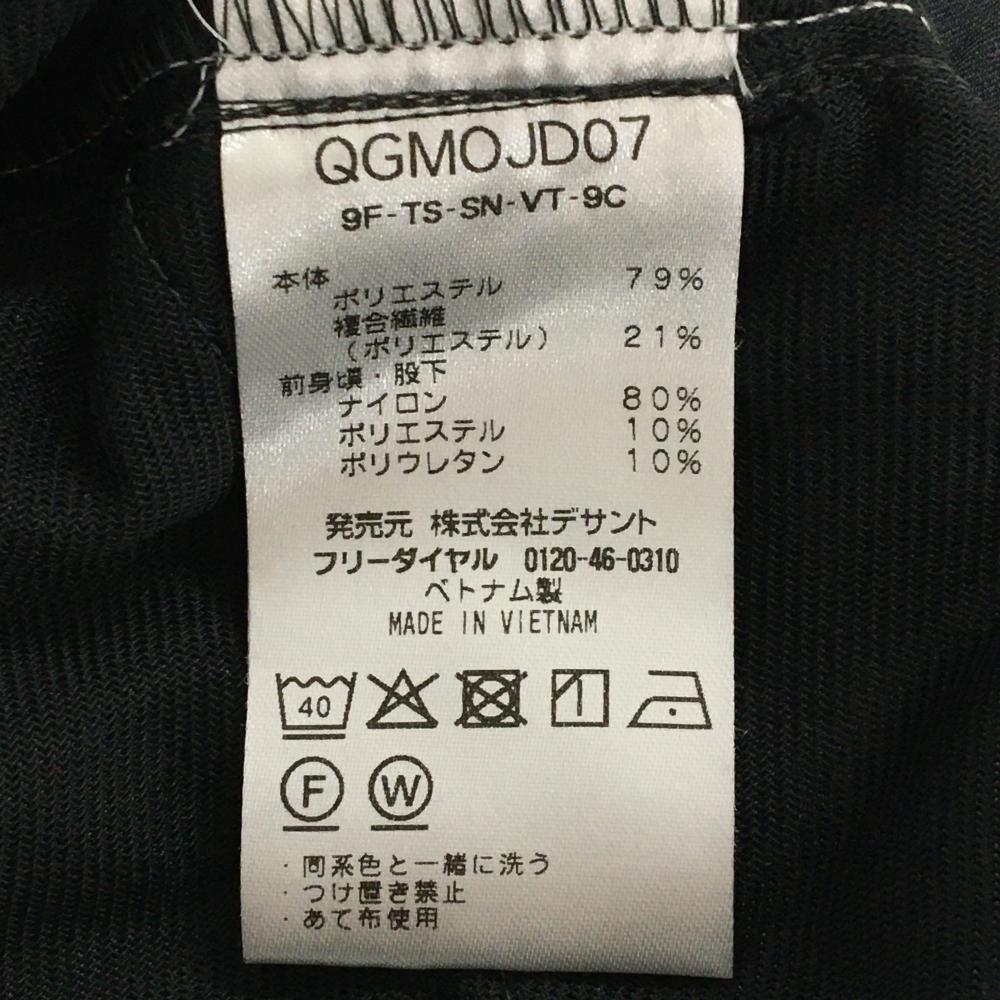 QGMOJD07
9F-TS-SN-VT-9C
本体
ポリエステル 79%
複合繊維
(ポリエステル) 21%
前身頃・股下
ナイロン 80%
ポリエステル 10%
ポリウレタン 10%
発売元 株式会社デサント
フリーダイヤル 0120-46-0310
ベトナム製
MADE IN VIETNAM
40
F W
・同系色と一緒に洗う
・つけ置き禁止
・あて布使用